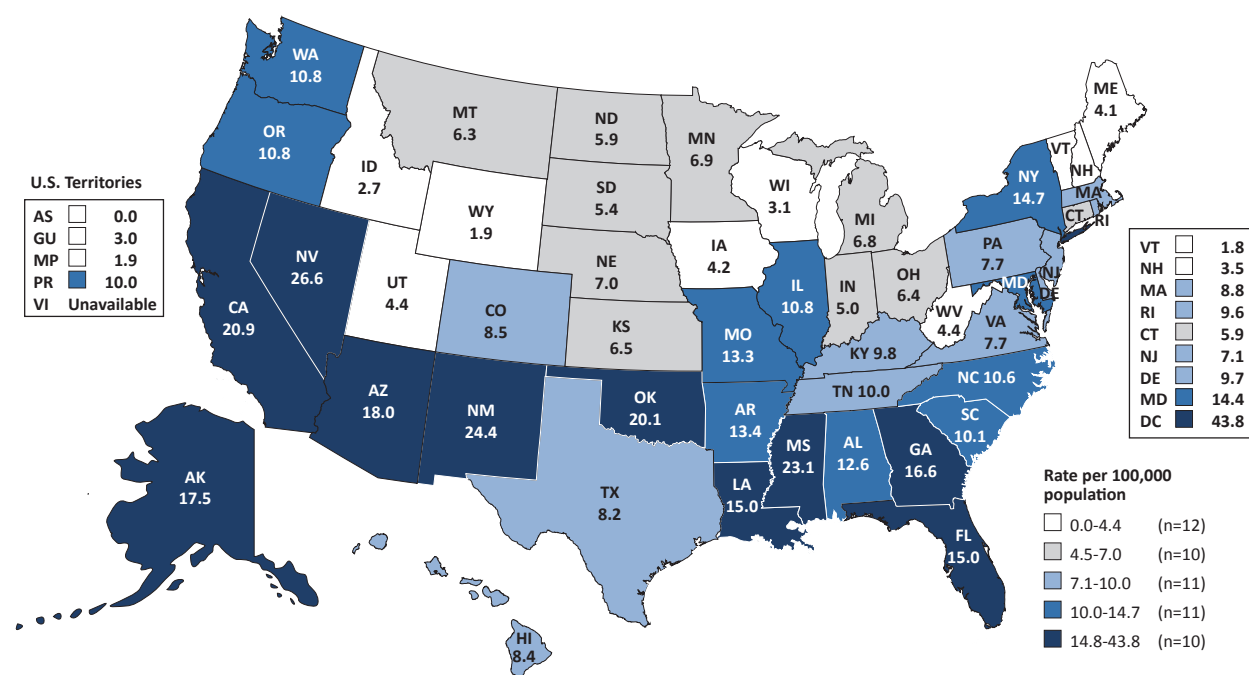 WA
10.8
OR
10.8
MT
6.3
ID
2.7
WY
1.9
ND
5.9
SD
5.4
MN
6.9
WI
3.1
MI
6.8
ME
4.1
VT
NH
NY
14.7
MA
CT
RI
U.S. Territories
AS 0.0
GU 3.0
MP 1.9
PR 10.0
VI Unavailable
NV
26.6
CA
20.9
UT
4.4
CO
8.5
NE
7.0
KS
6.5
IA
4.2
MO
13.3
IL
10.8
IN
5.0
OH
6.4
PA
7.7
NJ
MD
DE
WV
4.4
VA
7.7
KY 9.8
TN 10.0
NC 10.6
SC
10.1
AZ
18.0
NM
24.4
OK
20.1
AR
13.4
MS
23.1
AL
12.6
GA
16.6
TX
8.2
LA
15.0
FL
15.0
AK
17.5
HI
8.4
VT 1.8
NH 3.5
MA 8.8
RI 9.6
CT 5.9
NJ 7.1
DE 9.7
MD 14.4
DC 43.8
Rate per 100,000
population
0.0-4.4 (n=12)
4.5-7.0 (n=10)
7.1-10.0 (n=11)
10.0-14.7 (n=11)
14.8-43.8 (n=10)